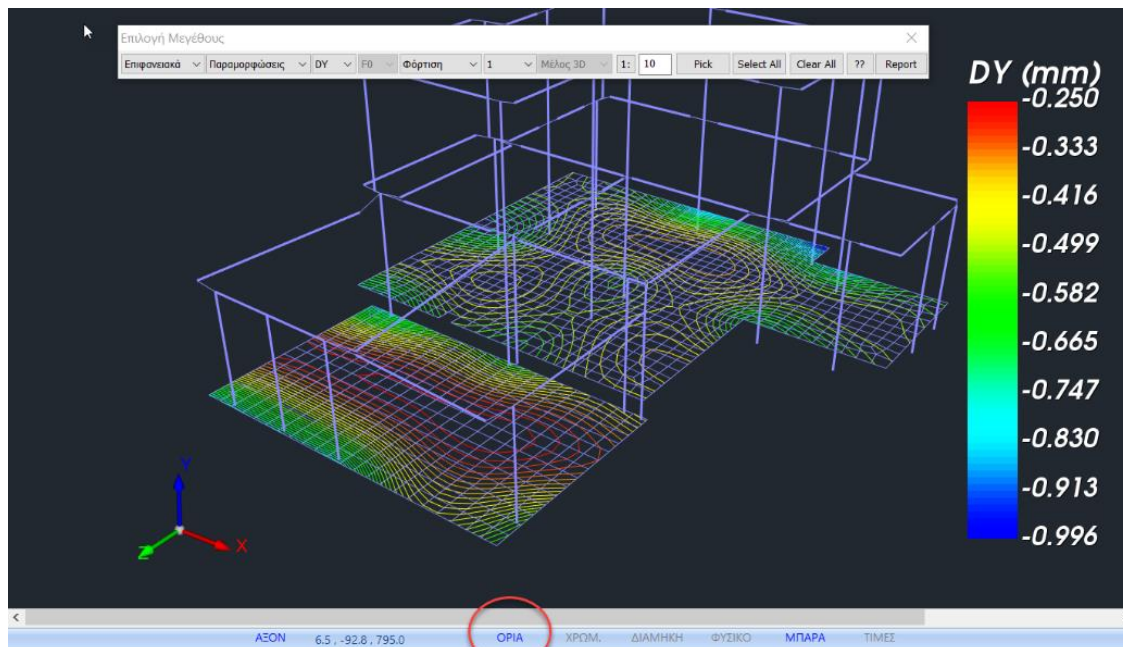 Επιλογή Μεγέθους
Επιφανειακά Παραμορφώσεις DY F0 Φόρτιση 1 Μέλος 3D 1: 10 Pick Select All Clear All ?? Report
DY (mm)
-0.250
-0.333
-0.416
-0.499
-0.582
-0.665
-0.747
-0.830
-0.913
-0.996
Y
Z X
ΑΞΟΝ 6.5 , -92.8 , 795.0 ΟΡΙΑ ΧΡΩΜ. ΔΙΑΜΗΚΗ ΦΥΣΙΚΟ ΜΠΑΡΑ ΤΙΜΕΣ